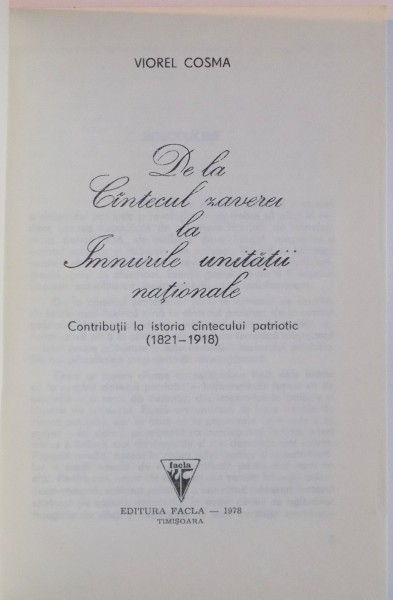 VIOREL COSMA
De la
Cîntecul zaverei
la
Imnurile unității
naționale
Contribuții la istoria cîntecului patriotic
(1821–1918)
facla
EDITURA FACLA — 1978
TIMIȘOARA